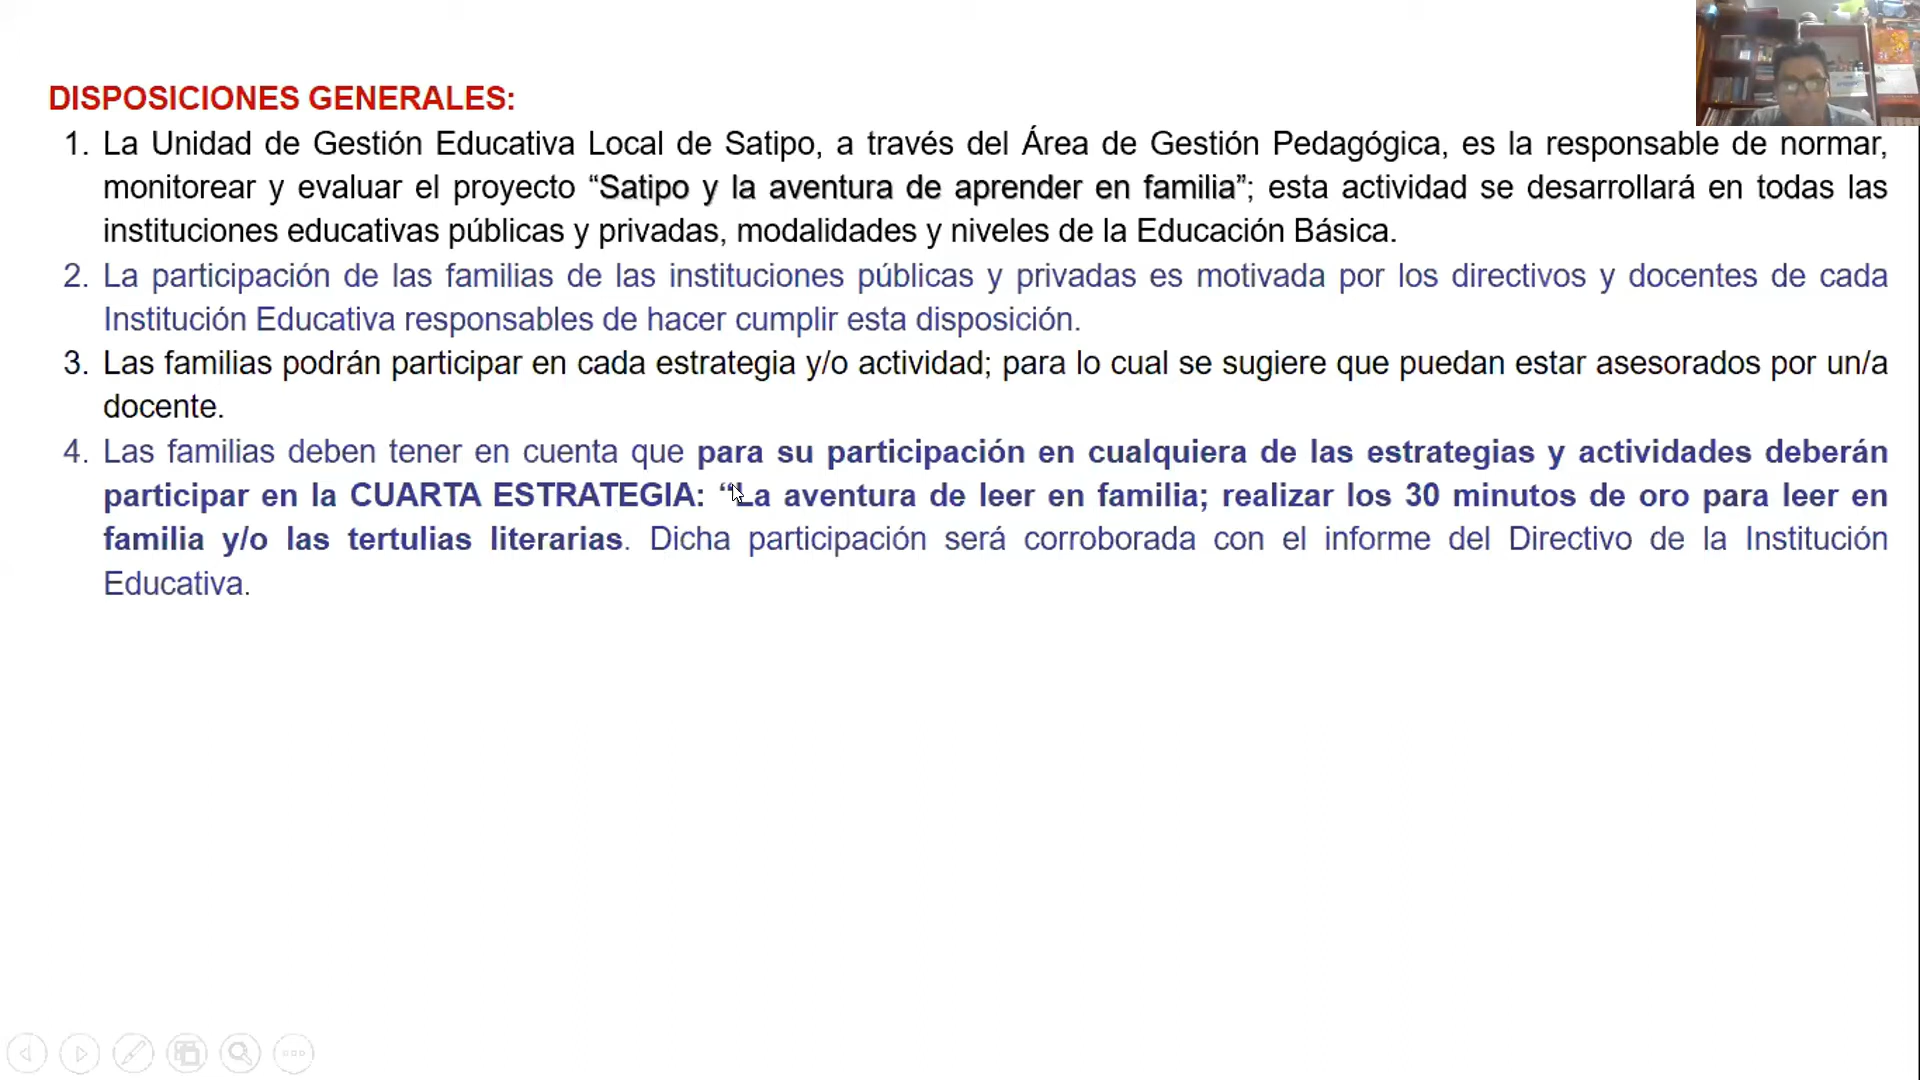 DISPOSICIONES GENERALES:
1. La Unidad de Gestión Educativa Local de Satipo, a través del Área de Gestión Pedagógica, es la responsable de normar,
monitorear y evaluar el proyecto “Satipo y la aventura de aprender en familia”; esta actividad se desarrollará en todas las
instituciones educativas públicas y privadas, modalidades y niveles de la Educación Básica.
2. La participación de las familias de las instituciones públicas y privadas es motivada por los directivos y docentes de cada
Institución Educativa responsables de hacer cumplir esta disposición.
3. Las familias podrán participar en cada estrategia y/o actividad; para lo cual se sugiere que puedan estar asesorados por un/a
docente.
4. Las familias deben tener en cuenta que para su participación en cualquiera de las estrategias y actividades deberán
participar en la CUARTA ESTRATEGIA: “La aventura de leer en familia; realizar los 30 minutos de oro para leer en
familia y/o las tertulias literarias. Dicha participación será corroborada con el informe del Directivo de la Institución
Educativa.